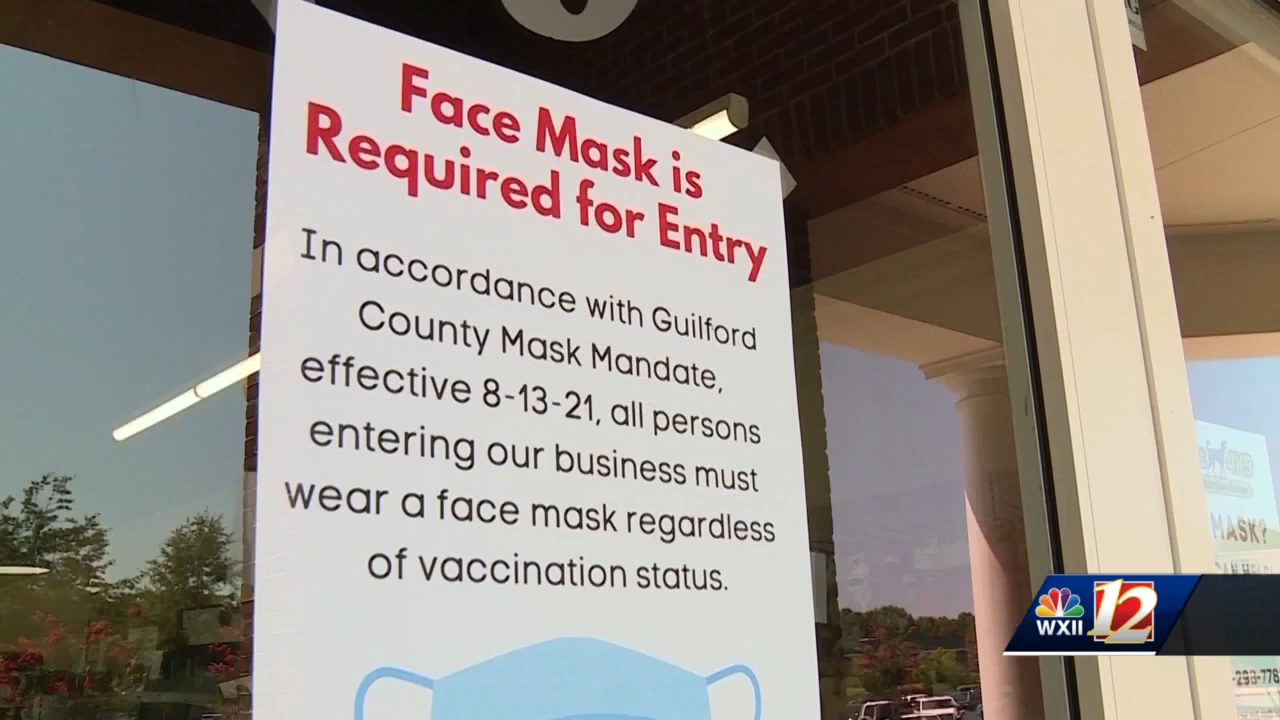 Face Mask is
Required for Entry
In accordance with Guilford
County Mask Mandate,
effective 8-13-21, all persons
entering our business must
wear a face mask regardless
of vaccination status.
MASK?
WXII 12